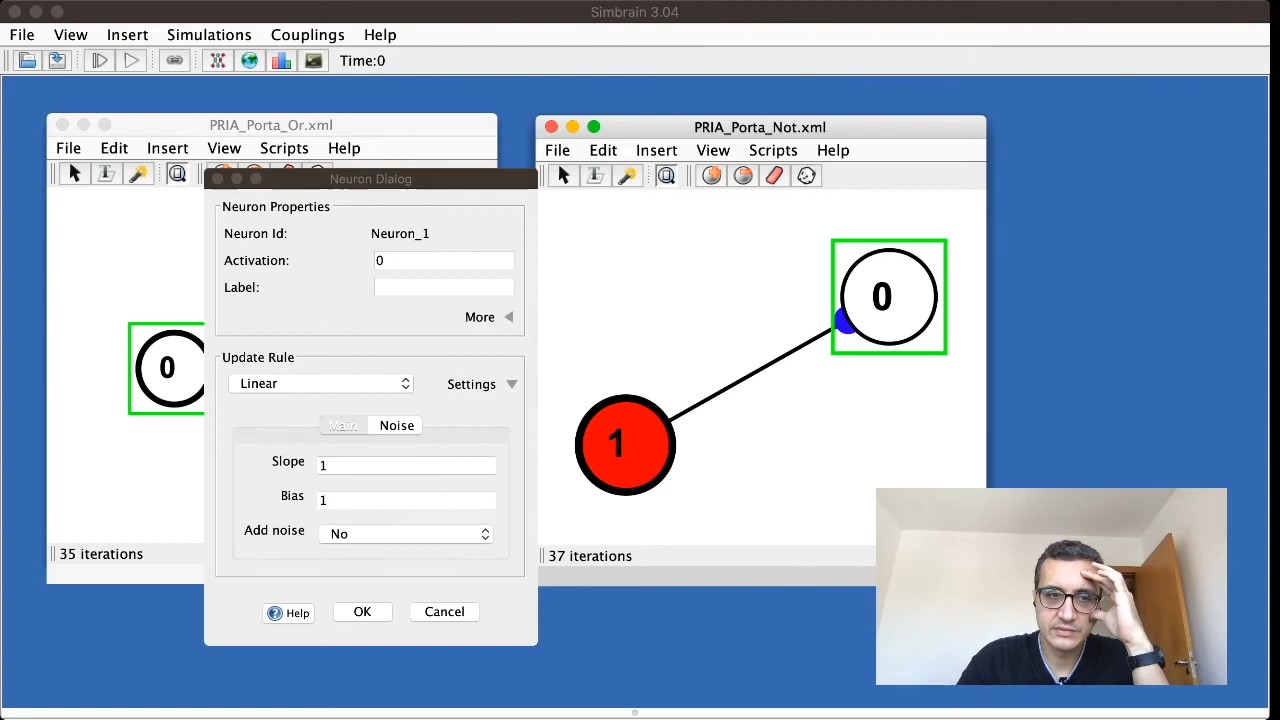 Simbrain 3.04
File View Insert Simulations Couplings Help
Time:0
PRIA_Porta_Or.xml
File Edit Insert View Scripts Help
0
35 iterations
Neuron Dialog
Neuron Properties
Neuron Id: Neuron_1
Activation: 0
Label:
More
Update Rule
Linear Settings
Main Noise
Slope 1
Bias 1
Add noise No
Help OK Cancel
PRIA_Porta_Not.xml
File Edit Insert View Scripts Help
0
1
37 iterations